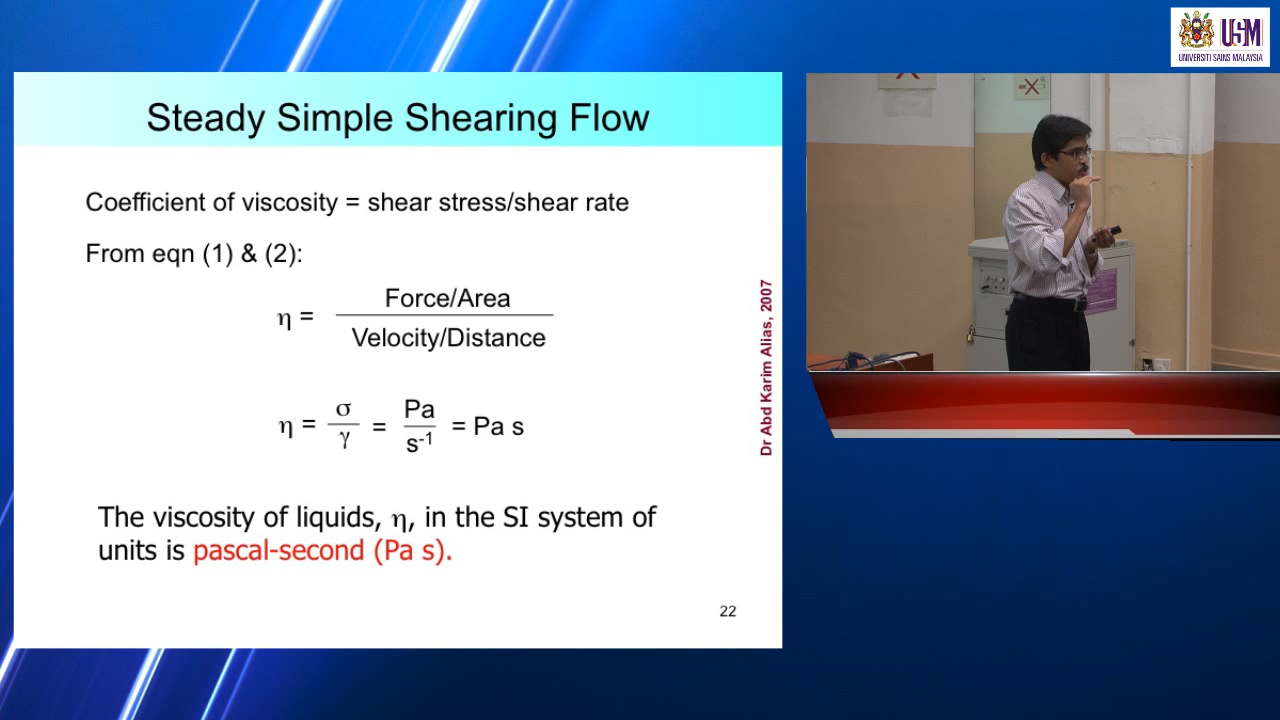 USM
UNIVERSITI SAINS MALAYSIA
Steady Simple Shearing Flow
Coefficient of viscosity = shear stress/shear rate
From eqn (1) & (2):
η = Force/Area
Velocity/Distance
η = σ/γ = Pa/s⁻¹ = Pa s
The viscosity of liquids, η, in the SI system of
units is pascal-second (Pa s).
Dr Abd Karim Alias, 2007
22